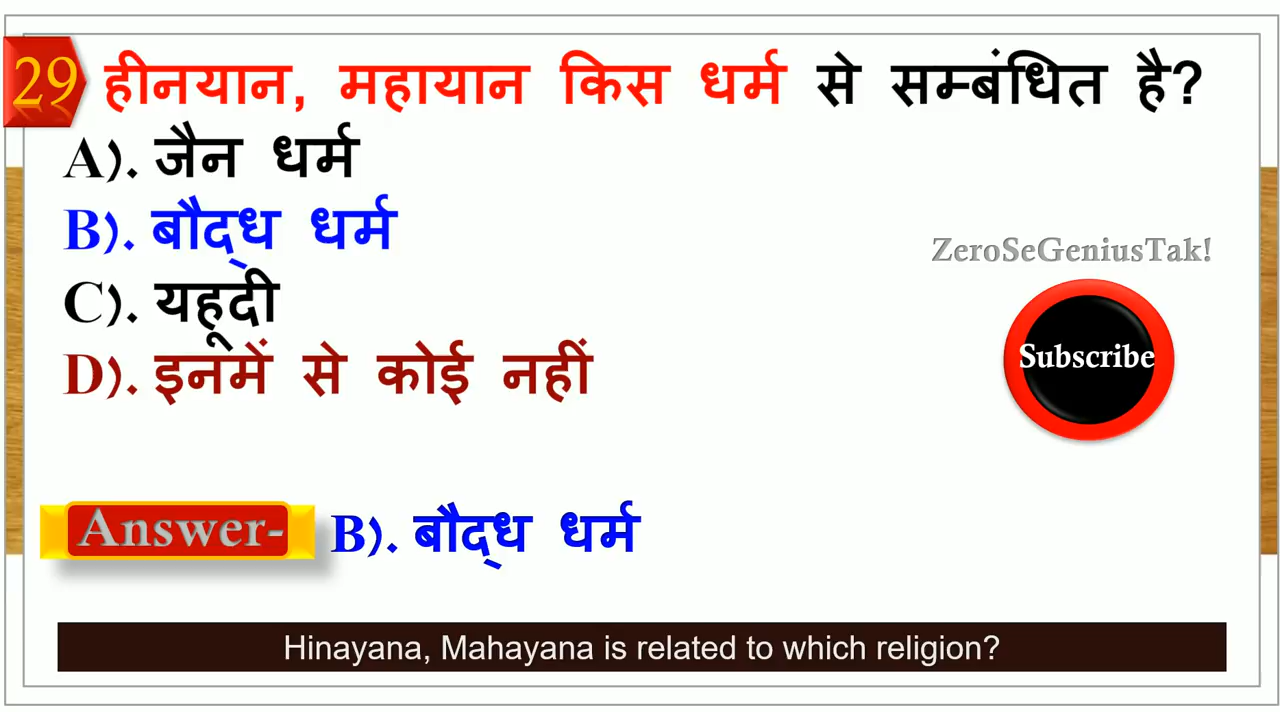 29 हीनयान, महायान किस धर्म से सम्बंधित है?
A). जैन धर्म
B). बौद्ध धर्म
C). यहूदी
D). इनमें से कोई नहीं
ZeroSeGeniusTak!
Subscribe
Answer- B). बौद्ध धर्म
Hinayana, Mahayana is related to which religion?